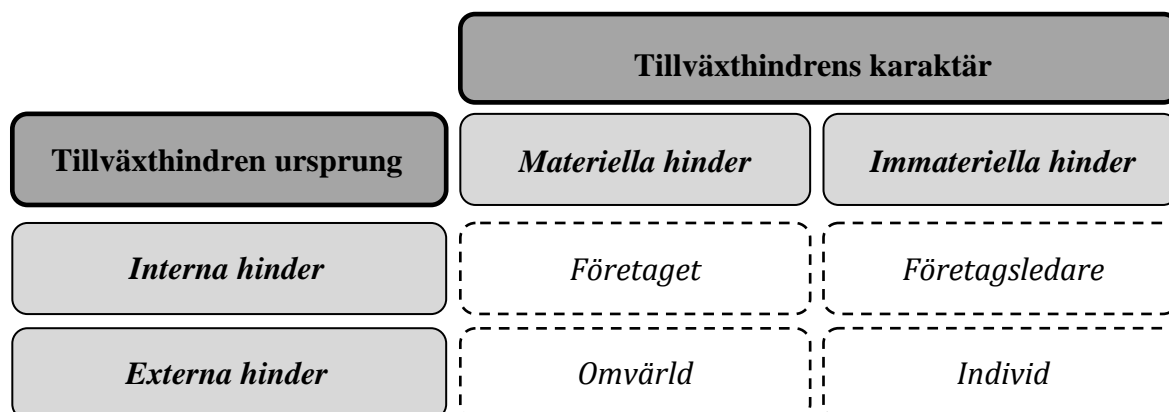 Tillväxthindrens karaktär
Tillväxthindren ursprung Materiella hinder Immateriella hinder
Interna hinder Företaget Företagsledare
Externa hinder Omvärld Individ